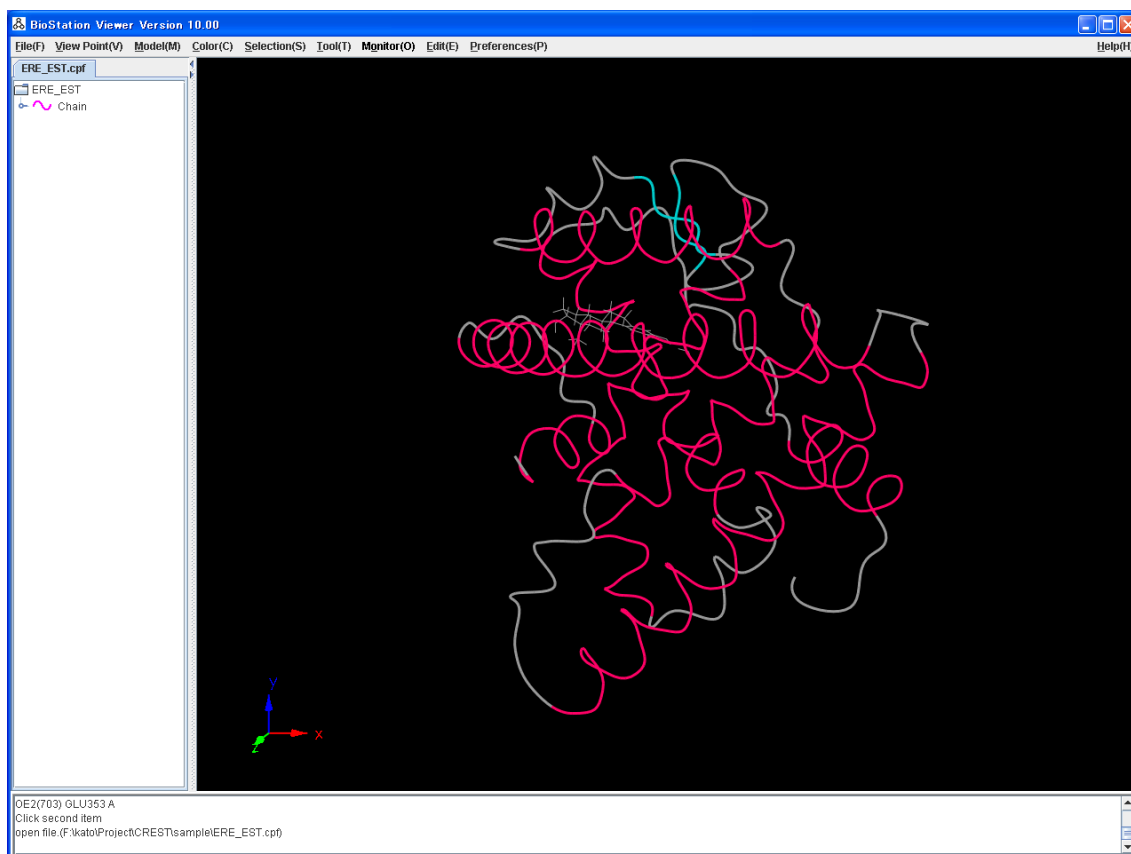 BioStation Viewer Version 10.00
File(F) View Point(V) Model(M) Color(C) Selection(S) Tool(T) Monitor(O) Edit(E) Preferences(P) Help(H)
ERE_EST.cpf
ERE_EST
Chain
Y
X
Z
OE2(703) GLU353 A
Click second item
open file.(F:\kato\Project\CREST\sample\ERE_EST.cpf)